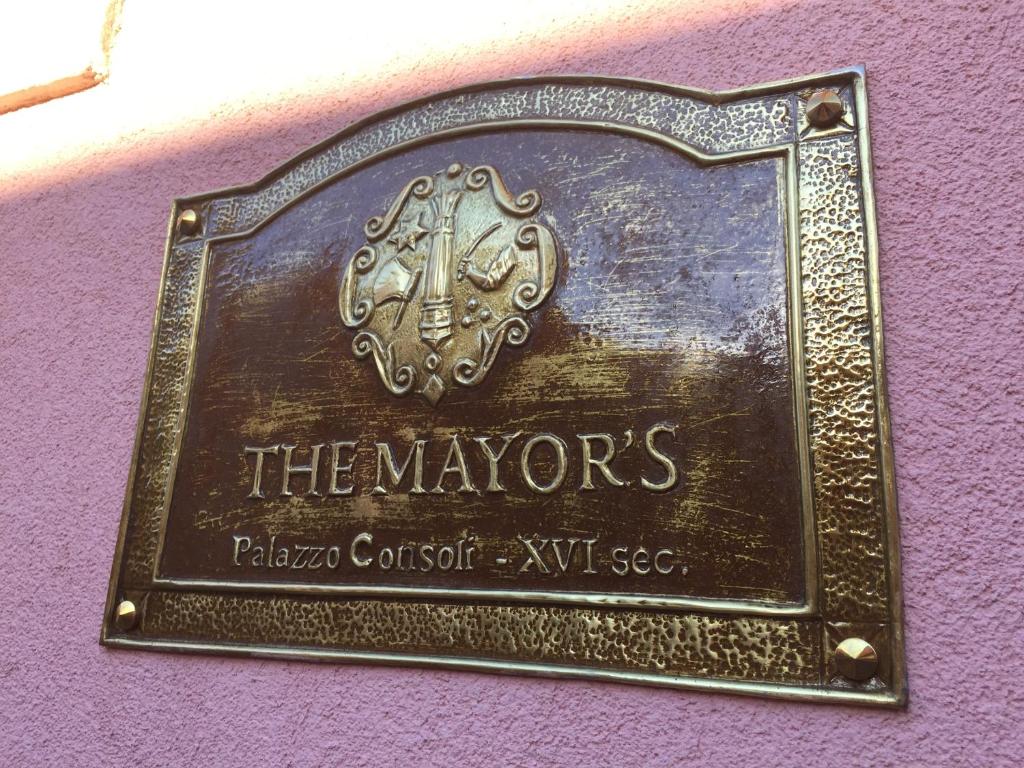 THE MAYOR'S
Palazzo Consoli - XVI sec.